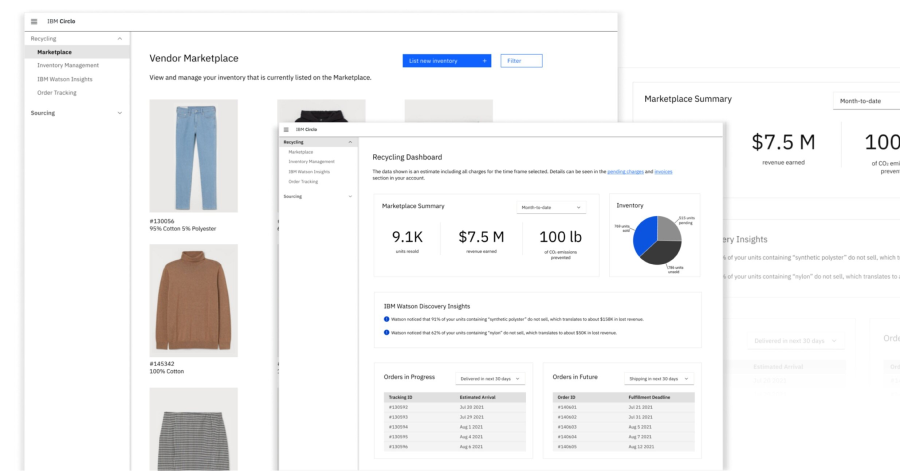 IBM Circla
Recycling
Marketplace
Inventory Management
IBM Watson Insights
Order Tracking
Sourcing
Vendor Marketplace
List new inventory +
Filter
View and manage your inventory that is currently listed on the Marketplace.
#130056
95% Cotton 5% Polyester
#145342
100% Cotton
IBM Circla
Recycling
Marketplace
Inventory Management
IBM Watson Insights
Order Tracking
Sourcing
Recycling Dashboard
The data shown is an estimate including all charges for the time frame selected. Details can be seen in the pending charges and invoices
section in your account.
Marketplace Summary
Month-to-date
9.1K
units resold
$7.5 M
revenue earned
100 lb
of CO₂ emissions
prevented
Inventory
units
pending
units
sold
units
unsold
IBM Watson Discovery Insights
Watson noticed that 91% of your units containing "synthetic polyster" do not sell, which translates to about $158K in lost revenue.
Watson noticed that 62% of your units containing "nylon" do not sell, which translates to about $50K in lost revenue.
Orders in Progress
Delivered in next 30 days
Tracking ID Estimated Arrival
#130592 Jul 20 2021
#130593 Jul 29 2021
#130594 Aug 1 2021
#130595 Aug 4 2021
#130596 Aug 6 2021
Orders in Future
Shipping in next 30 days
Order ID Fulfillment Deadline
#140601 Jul 21 2021
#140602 Jul 31 2021
#140603 Aug 3 2021
#140604 Aug 7 2021
#140605 Aug 12 2021
Marketplace Summary
Month-to-date
$7.5 M
revenue earned
100
of CO₂ emi
preven
ery Insights
of your units containing "synthetic polyster" do not sell, which t
of your units containing "nylon" do not sell, which translates to
Delivered in next 30 days
Orde
Estimated Arrival